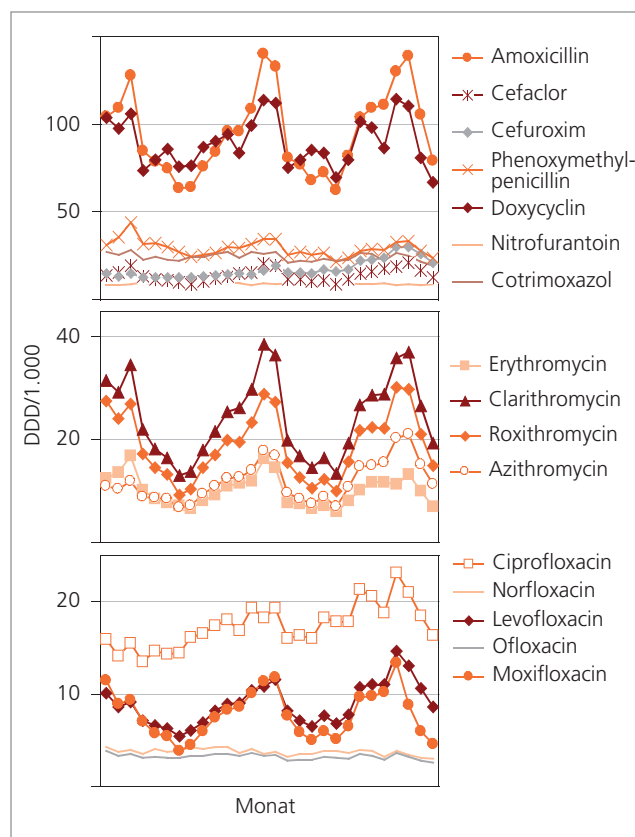 100
50
Amoxicillin
Cefaclor
Cefuroxim
Phenoxymethyl-
penicillin
Doxycyclin
Nitrofurantoin
Cotrimoxazol
DDD/1.000
40
20
Erythromycin
Clarithromycin
Roxithromycin
Azithromycin
20
10
Ciprofloxacin
Norfloxacin
Levofloxacin
Ofloxacin
Moxifloxacin
Monat